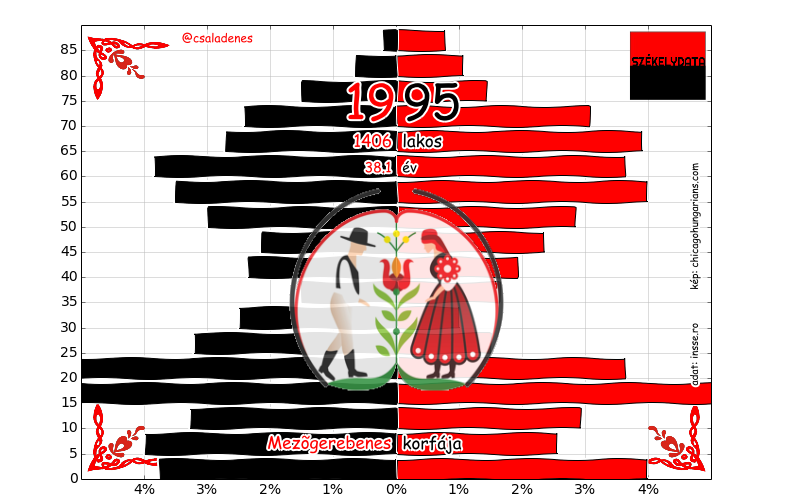 @csaladenes
SZÉKELYDATA
1995
1406 lakos
38.1 év
kép: chicagohungarians.com
adat: insse.ro
Mezőgerebenes korfája
85
80
75
70
65
60
55
50
45
40
35
30
25
20
15
10
5
0
4% 3% 2% 1% 0% 1% 2% 3% 4%